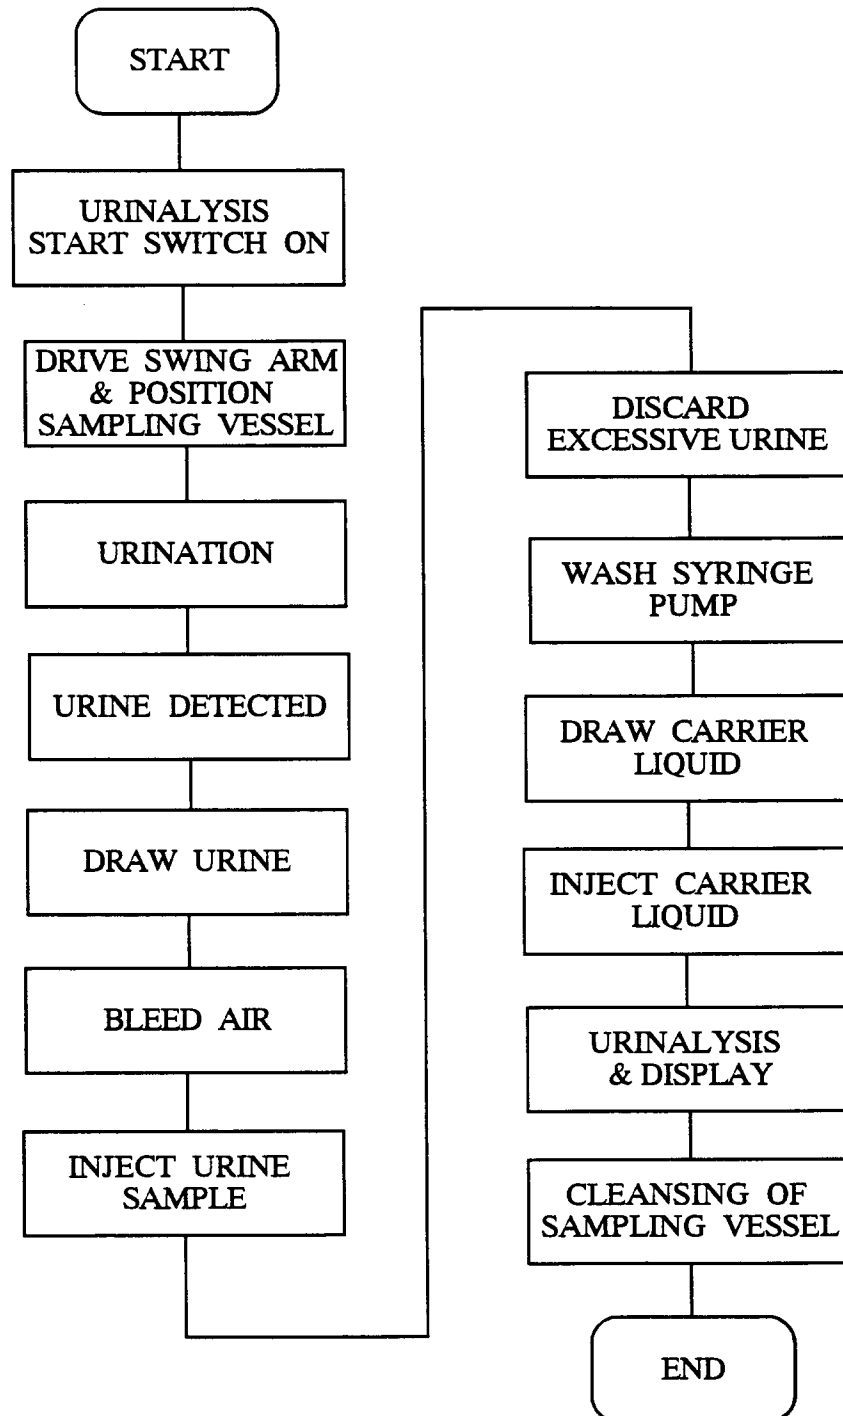 START
URINALYSIS
START SWITCH ON
DRIVE SWING ARM
& POSITION
SAMPLING VESSEL
URINATION
URINE DETECTED
DRAW URINE
BLEED AIR
INJECT URINE
SAMPLE
DISCARD
EXCESSIVE URINE
WASH SYRINGE
PUMP
DRAW CARRIER
LIQUID
INJECT CARRIER
LIQUID
URINALYSIS
& DISPLAY
CLEANSING OF
SAMPLING VESSEL
END